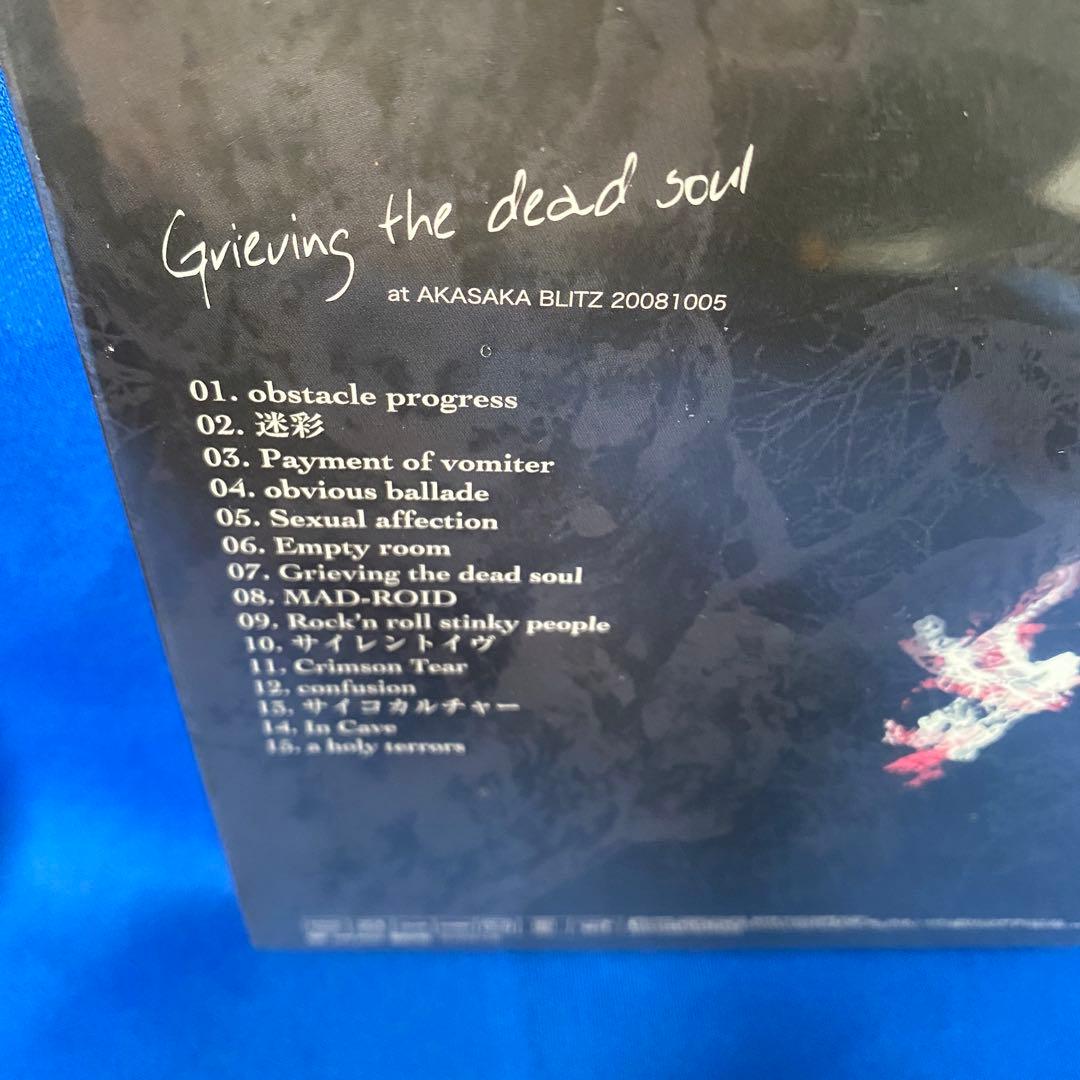 Grieving the dead soul
at AKASAKA BLITZ 20081005
01. obstacle progress
02. 迷彩
03. Payment of vomiter
04. obvious ballade
05. Sexual affection
06. Empty room
07. Grieving the dead soul
08. MAD-ROID
09. Rock'n roll stinky people
10. サイレントイヴ
11. Crimson Tear
12. confusion
13. サイコカルチャー
14. In Cave
15. a holy terrors